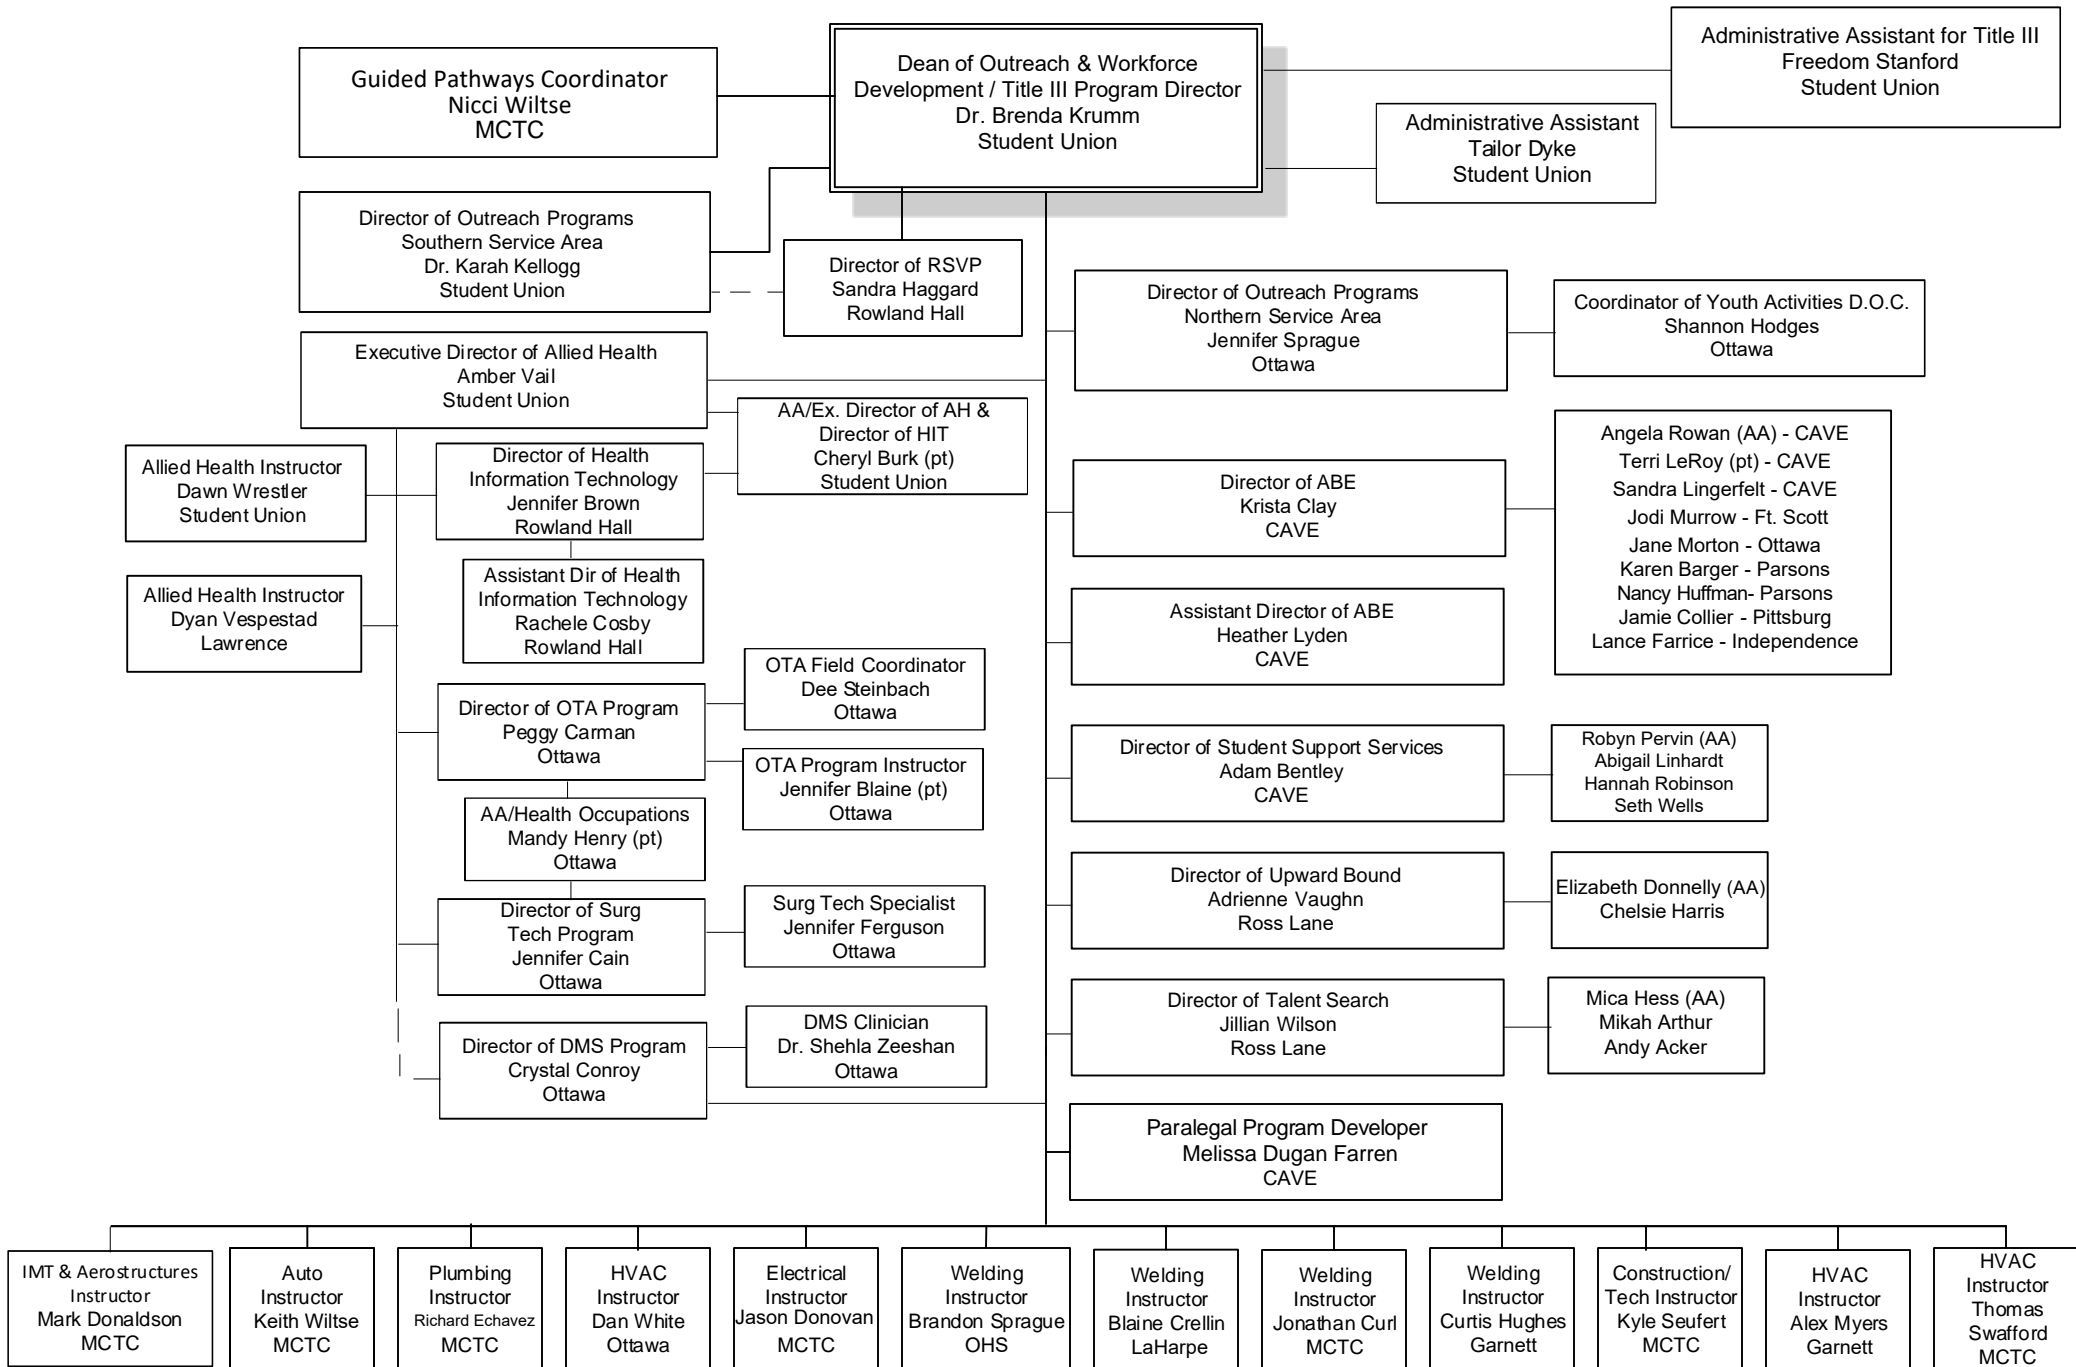 Guided Pathways Coordinator
Nicci Wiltse
MCTC
Dean of Outreach & Workforce
Development / Title III Program Director
Dr. Brenda Krumm
Student Union
Administrative Assistant for Title III
Freedom Stanford
Student Union
Administrative Assistant
Tailor Dyke
Student Union
Director of Outreach Programs
Southern Service Area
Dr. Karah Kellogg
Student Union
Director of RSVP
Sandra Haggard
Rowland Hall
Director of Outreach Programs
Northern Service Area
Jennifer Sprague
Ottawa
Coordinator of Youth Activities D.O.C.
Shannon Hodges
Ottawa
Executive Director of Allied Health
Amber Vail
Student Union
AA/Ex. Director of AH &
Director of HIT
Cheryl Burk (pt)
Student Union
Allied Health Instructor
Dawn Wrestler
Student Union
Director of Health
Information Technology
Jennifer Brown
Rowland Hall
Director of ABE
Krista Clay
CAVE
Angela Rowan (AA) - CAVE
Terri LeRoy (pt) - CAVE
Sandra Lingerfelt - CAVE
Jodi Murrow - Ft. Scott
Jane Morton - Ottawa
Karen Barger - Parsons
Nancy Huffman- Parsons
Jamie Collier - Pittsburg
Lance Farrice - Independence
Allied Health Instructor
Dyan Vespestad
Lawrence
Assistant Dir of Health
Information Technology
Rachele Cosby
Rowland Hall
Assistant Director of ABE
Heather Lyden
CAVE
Director of OTA Program
Peggy Carman
Ottawa
OTA Field Coordinator
Dee Steinbach
Ottawa
OTA Program Instructor
Jennifer Blaine (pt)
Ottawa
Director of Student Support Services
Adam Bentley
CAVE
Robyn Pervin (AA)
Abigail Linhardt
Hannah Robinson
Seth Wells
AA/Health Occupations
Mandy Henry (pt)
Ottawa
Director of Surg
Tech Program
Jennifer Cain
Ottawa
Surg Tech Specialist
Jennifer Ferguson
Ottawa
Director of Upward Bound
Adrienne Vaughn
Ross Lane
Elizabeth Donnelly (AA)
Chelsie Harris
Director of DMS Program
Crystal Conroy
Ottawa
DMS Clinician
Dr. Shehla Zeeshan
Ottawa
Director of Talent Search
Jillian Wilson
Ross Lane
Mica Hess (AA)
Mikah Arthur
Andy Acker
Paralegal Program Developer
Melissa Dugan Farren
CAVE
IMT & Aerostructures
Instructor
Mark Donaldson
MCTC
Auto
Instructor
Keith Wiltse
MCTC
Plumbing
Instructor
Richard Echavez
MCTC
HVAC
Instructor
Dan White
Ottawa
Electrical
Instructor
Jason Donovan
MCTC
Welding
Instructor
Brandon Sprague
OHS
Welding
Instructor
Blaine Crellin
LaHarpe
Welding
Instructor
Jonathan Curl
MCTC
Welding
Instructor
Curtis Hughes
Garnett
Construction/
Tech Instructor
Kyle Seufert
MCTC
HVAC
Instructor
Alex Myers
Garnett
HVAC
Instructor
Thomas
Swafford
MCTC